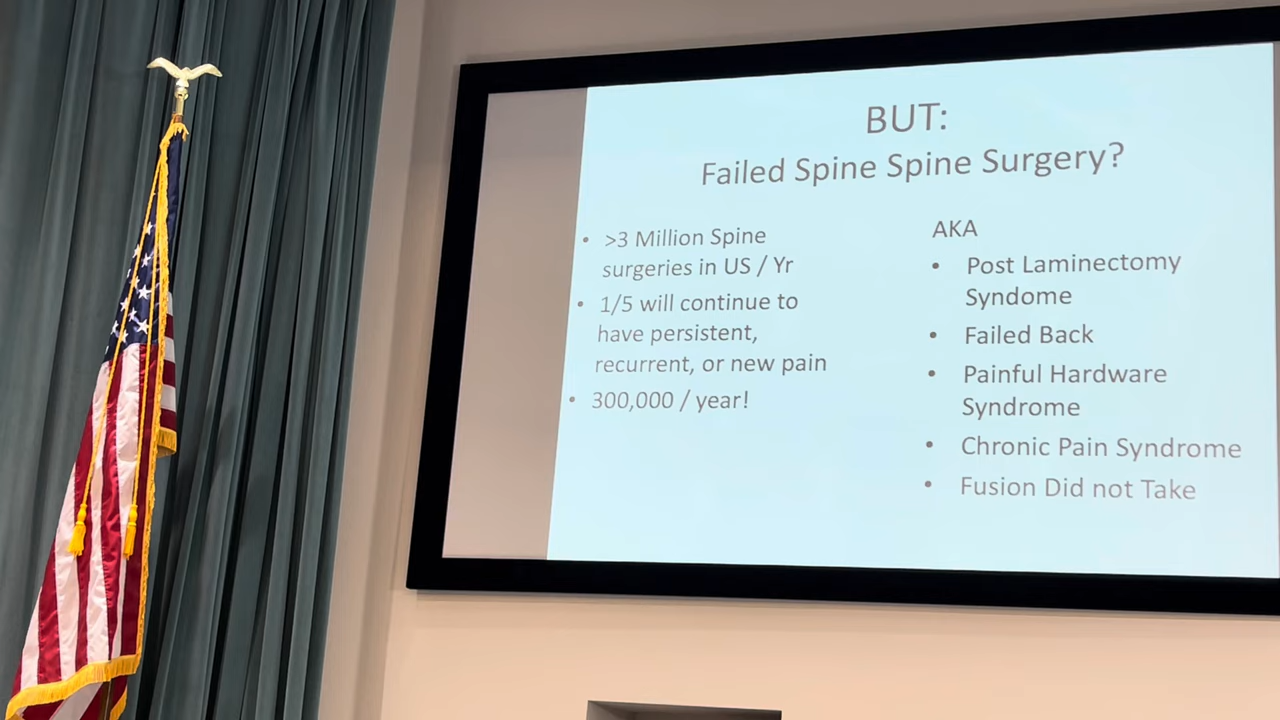 BUT:
Failed Spine Spine Surgery?
• >3 Million Spine
surgeries in US / Yr
• 1/5 will continue to
have persistent,
recurrent, or new pain
• 300,000 / year!
AKA
• Post Laminectomy
Syndome
• Failed Back
• Painful Hardware
Syndrome
• Chronic Pain Syndrome
• Fusion Did not Take